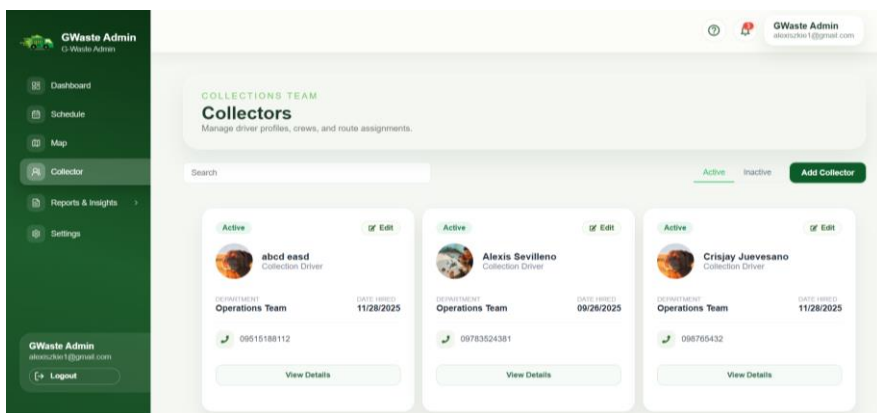 GWaste Admin
G-Waste Admin
Dashboard
Schedule
Map
Collector
Reports & Insights
Settings
GWaste Admin
alexiszkie1@gmail.com
Logout
GWaste Admin
alexiszkie1@gmail.com
COLLECTIONS TEAM
Collectors
Manage driver profiles, crews, and route assignments.
Search
Active
Inactive
Add Collector
Active
Edit
abcd easd
Collection Driver
DEPARTMENT
Operations Team
DATE HIRED
11/28/2025
09515188112
View Details
Active
Edit
Alexis Sevilleno
Collection Driver
DEPARTMENT
Operations Team
DATE HIRED
09/26/2025
09783524381
View Details
Active
Edit
Crisjay Juevesano
Collection Driver
DEPARTMENT
Operations Team
DATE HIRED
11/28/2025
098765432
View Details